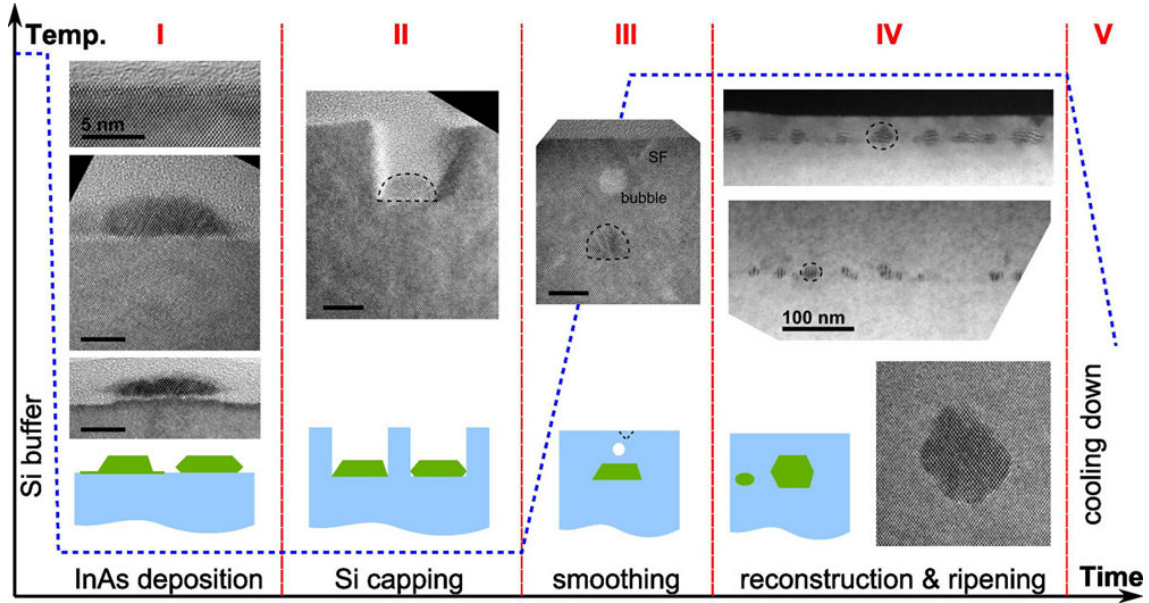 Temp.
I
II
III
IV
V
5 nm
SF
bubble
100 nm
Si buffer
cooling down
InAs deposition
Si capping
smoothing
reconstruction & ripening
Time